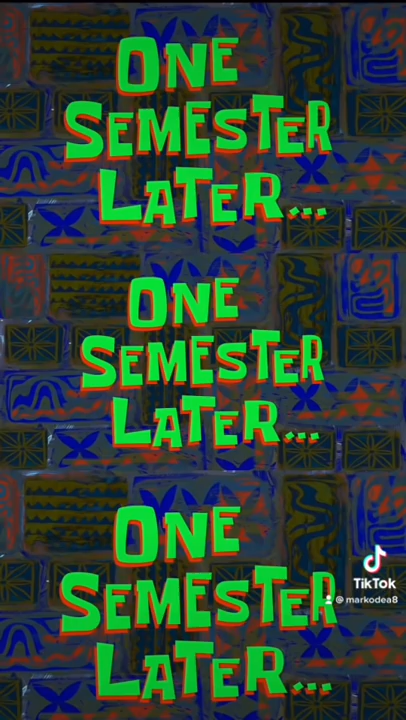 ONE
SEMESTER
LATER...
ONE
SEMESTER
LATER...
ONE
SEMESTER
LATER...
TikTok
@markodea8